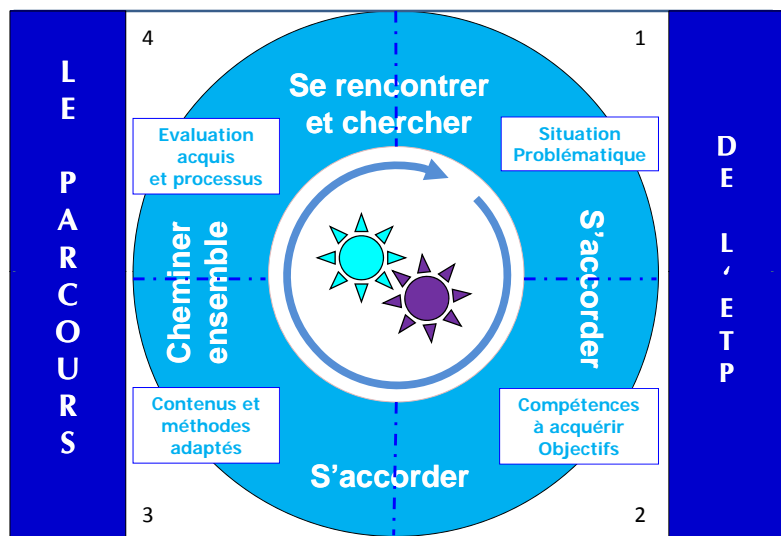 LE PARCOURS
DE L'ETP
4
1
Se rencontrer
et chercher
Evaluation
acquis
et processus
Situation
Problématique
Cheminer
ensemble
S'accorder
Contenus et
méthodes
adaptés
Compétences
à acquérir
Objectifs
S'accorder
3
2